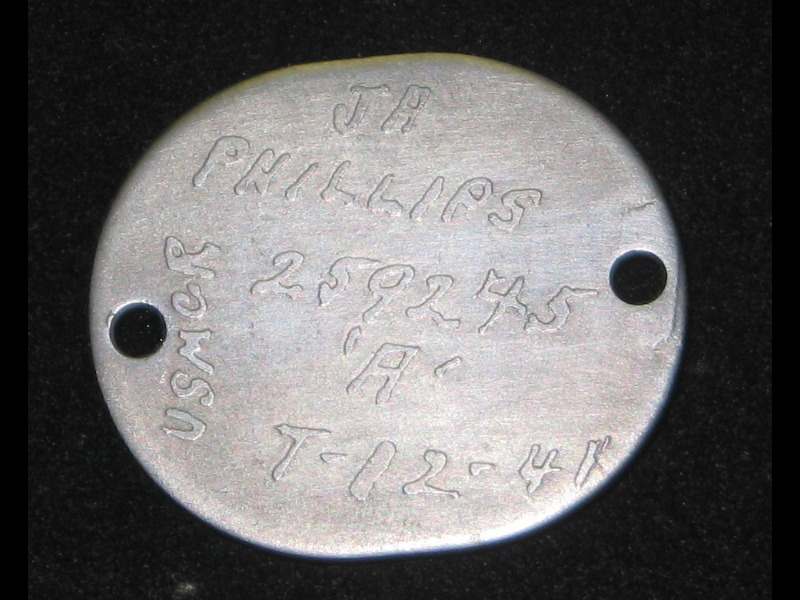 JA
PHILLIPS
259245
'A'
T-12-41
USMCR